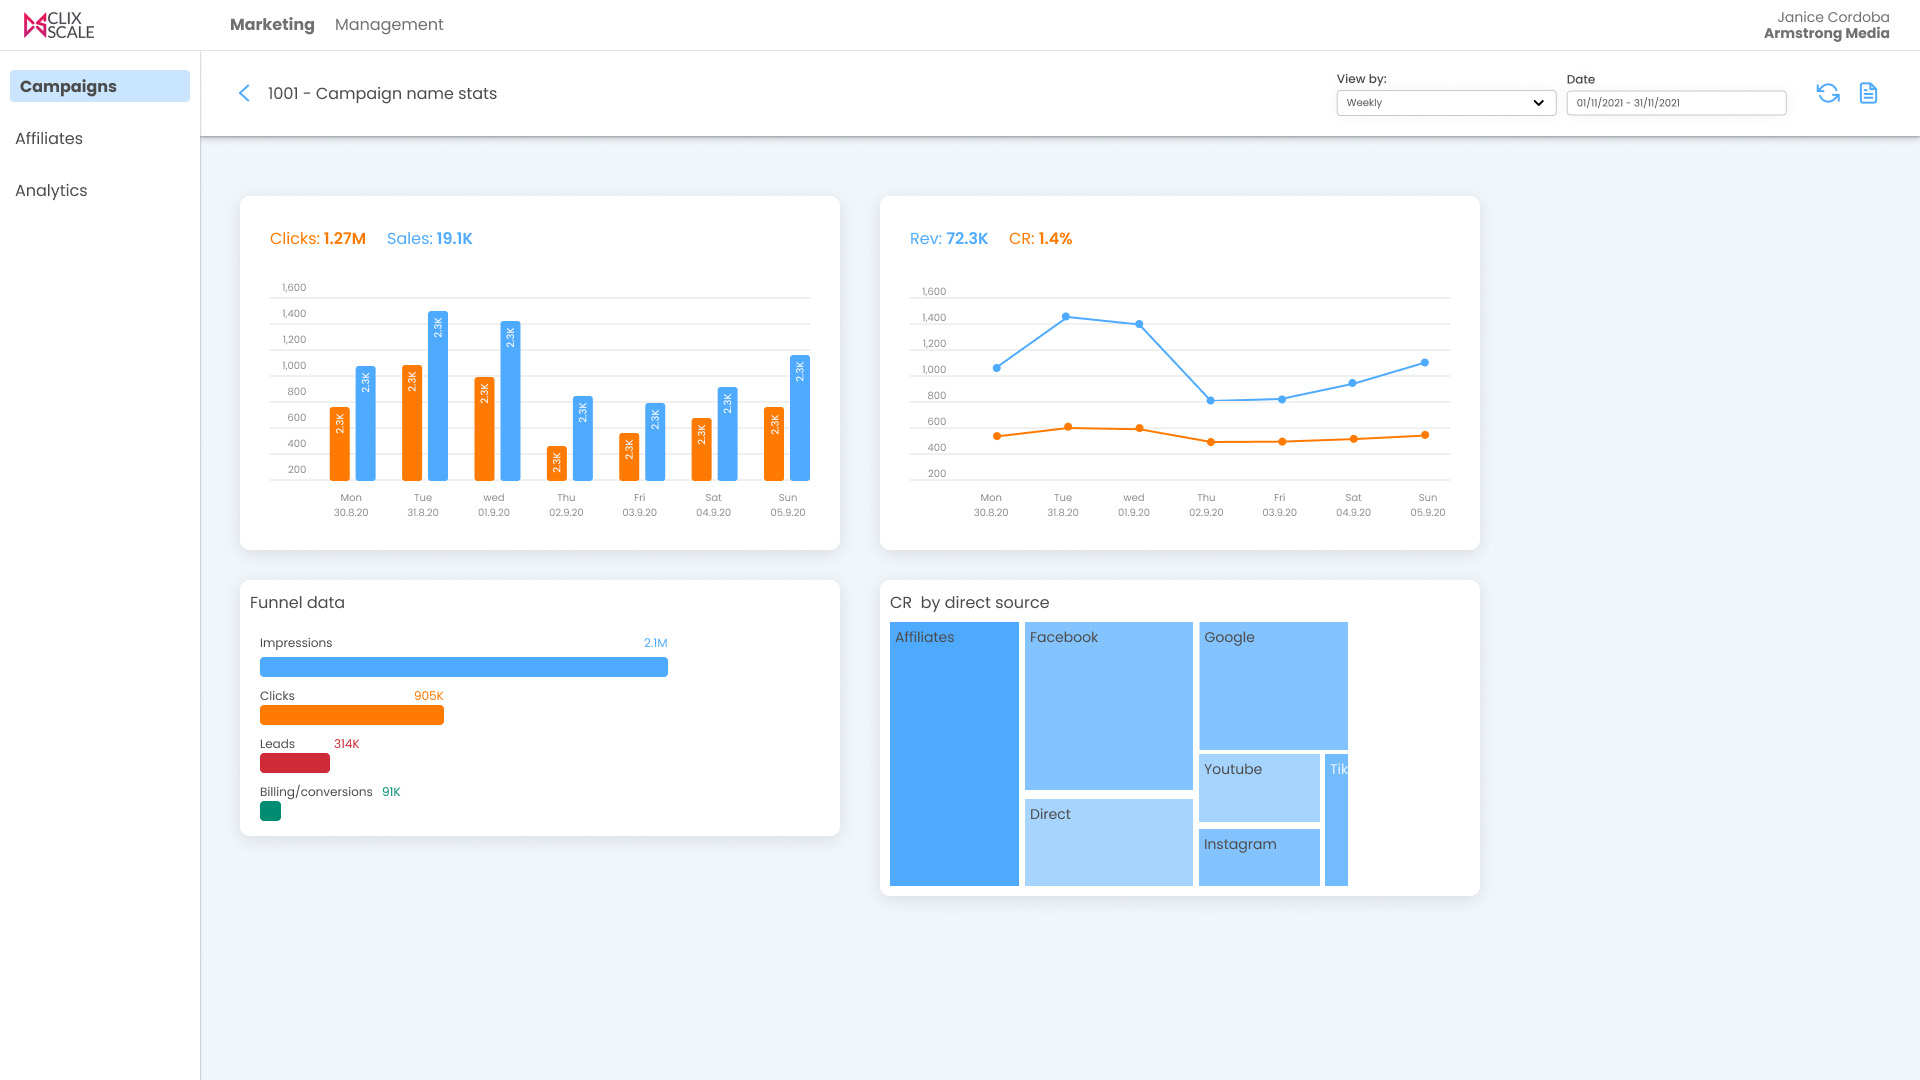 CLIX
SCALE
Marketing
Management
Janice Cordoba
Armstrong Media
Campaigns
Affiliates
Analytics
1001 - Campaign name stats
View by:
Weekly
Date
01/11/2021 - 31/11/2021
Clicks: 1.27M
Sales: 19.1K
1,600
1,400
1,200
1,000
800
600
400
200
2.3K
2.3K
2.3K
2.3K
2.3K
2.3K
2.3K
2.3K
2.3K
2.3K
2.3K
2.3K
2.3K
2.3K
Mon
30.8.20
Tue
31.8.20
wed
01.9.20
Thu
02.9.20
Fri
03.9.20
Sat
04.9.20
Sun
05.9.20
Rev: 72.3K
CR: 1.4%
1,600
1,400
1,200
1,000
800
600
400
200
Mon
30.8.20
Tue
31.8.20
wed
01.9.20
Thu
02.9.20
Fri
03.9.20
Sat
04.9.20
Sun
05.9.20
Funnel data
Impressions
2.1M
Clicks
905K
Leads
314K
Billing/conversions
91K
CR by direct source
Affiliates
Facebook
Google
Direct
Youtube
Instagram
Tik